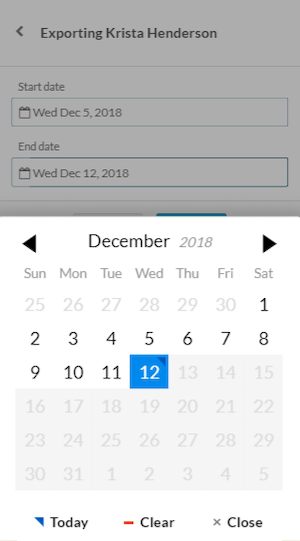 Exporting Krista Henderson
Start date
Wed Dec 5, 2018
End date
Wed Dec 12, 2018
December 2018
Sun Mon Tue Wed Thu Fri Sat
25 26 27 28 29 30 1
2 3 4 5 6 7 8
9 10 11 12 13 14 15
16 17 18 19 20 21 22
23 24 25 26 27 28 29
30 31 1 2 3 4 5
Today Clear × Close